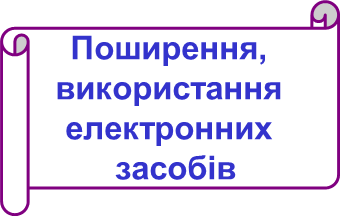 Поширення,
використання
електронних
засобів